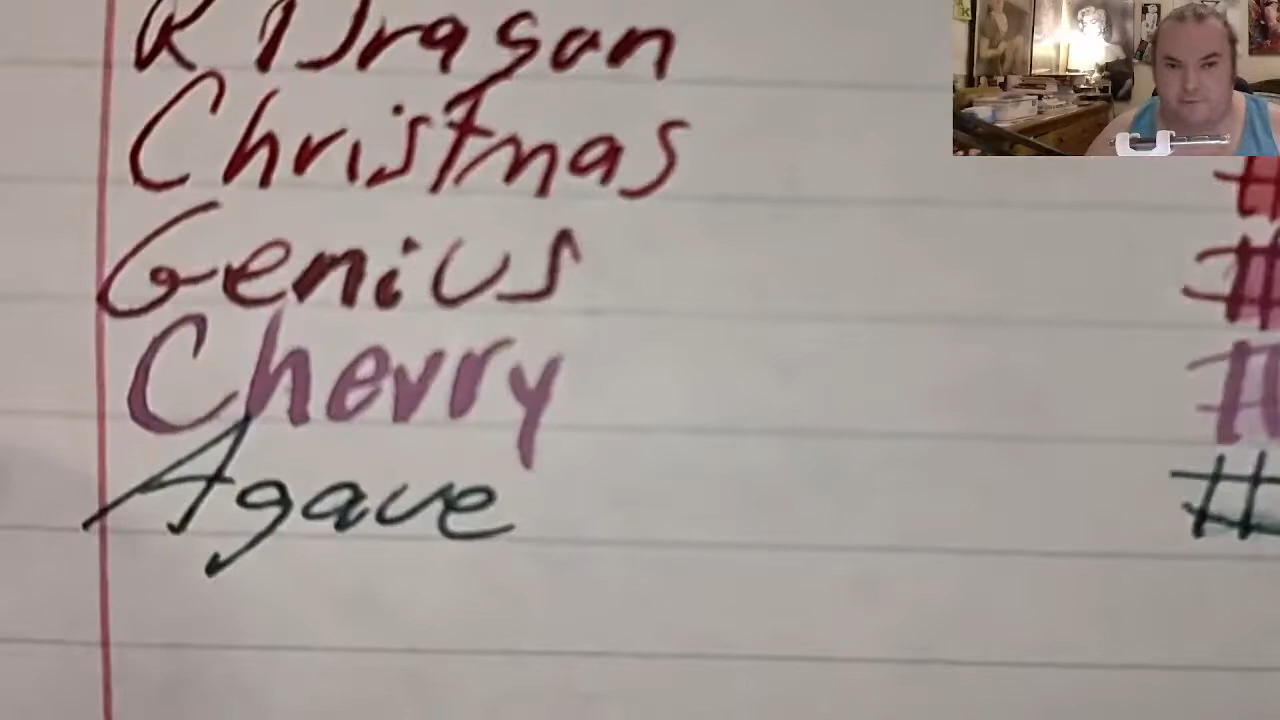 R Dragon
Christmas #
Genius #
Cherry #
Agave #